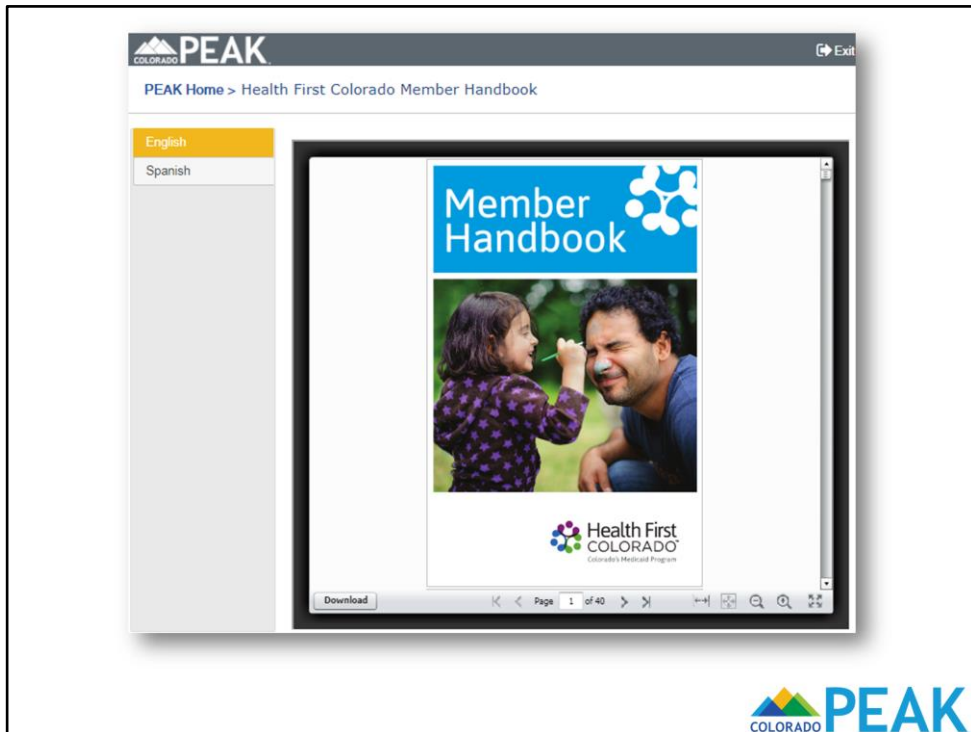 COLORADO PEAK
Exit
PEAK Home > Health First Colorado Member Handbook
English
Spanish
Member
Handbook
Health First
COLORADO™
Colorado's Medicaid Program
Download
Page 1 of 40
COLORADO PEAK